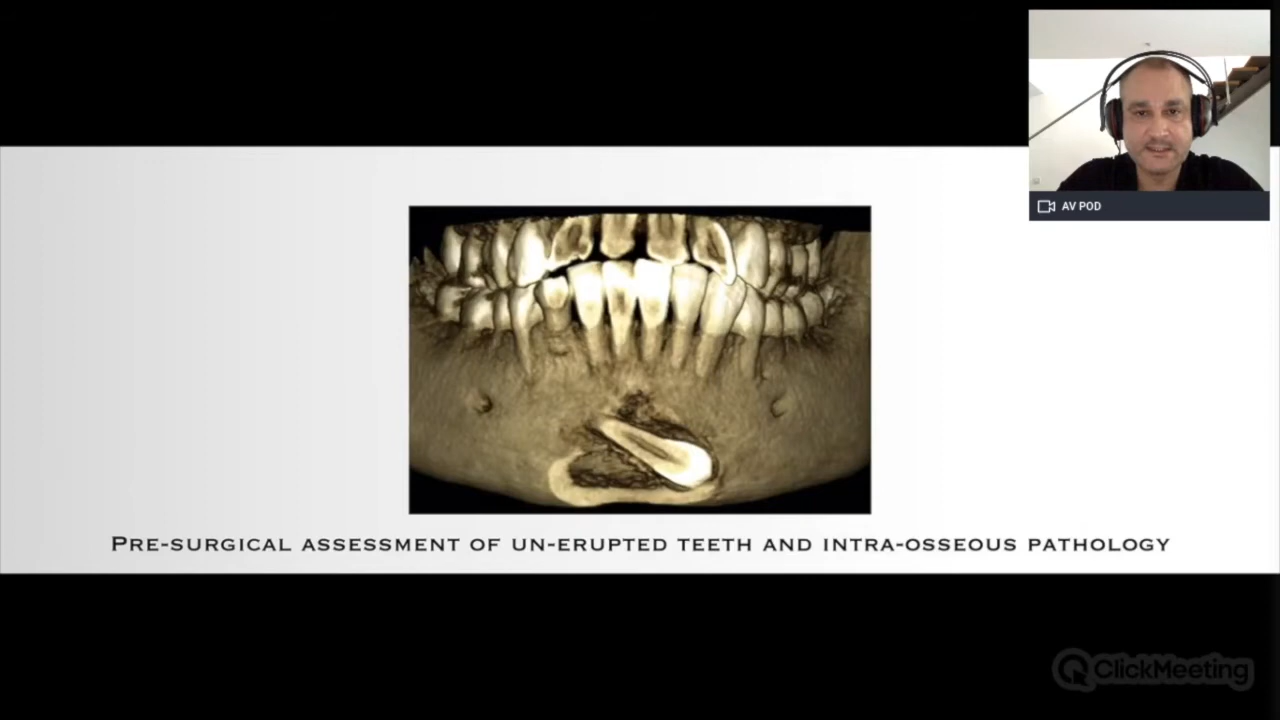 AV POD
Pre-surgical assessment of un-erupted teeth and intra-osseous pathology
ClickMeeting